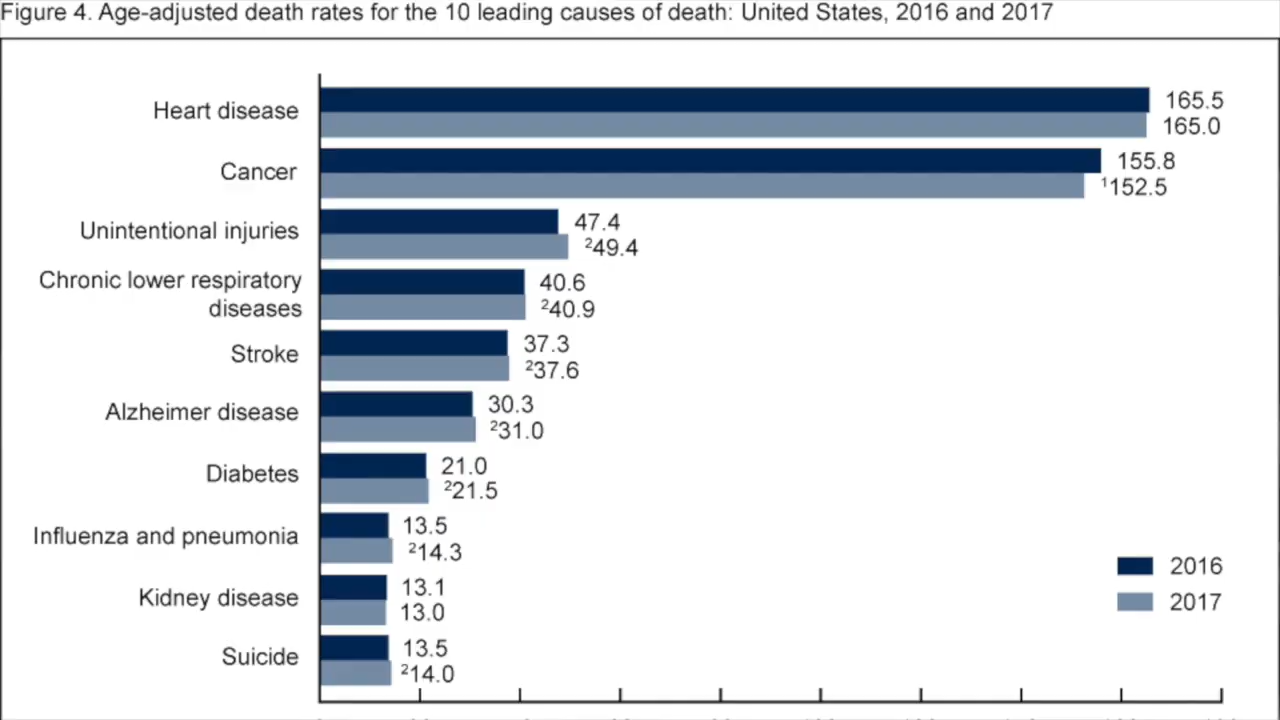 Figure 4. Age-adjusted death rates for the 10 leading causes of death: United States, 2016 and 2017
Heart disease
165.5
165.0
Cancer
155.8
¹152.5
Unintentional injuries
47.4
²49.4
Chronic lower respiratory
diseases
40.6
²40.9
Stroke
37.3
²37.6
Alzheimer disease
30.3
²31.0
Diabetes
21.0
²21.5
Influenza and pneumonia
13.5
²14.3
Kidney disease
13.1
13.0
Suicide
13.5
²14.0
2016
2017